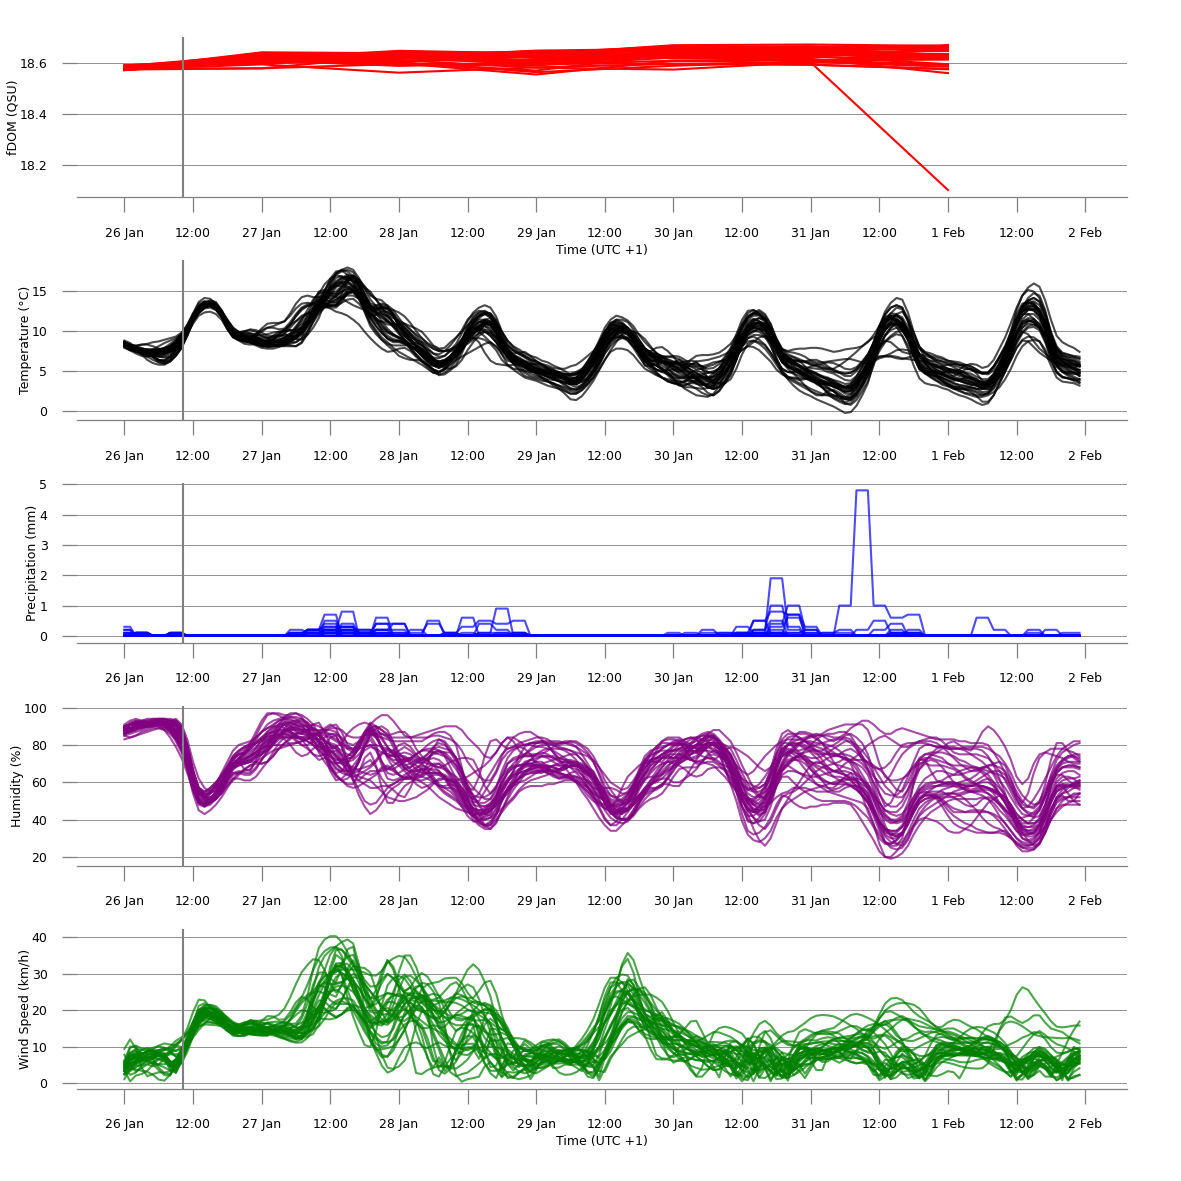 fDOM (QSU)
18.6
18.4
18.2
26 Jan 12:00 27 Jan 12:00 28 Jan 12:00 29 Jan 12:00 30 Jan 12:00 31 Jan 12:00 1 Feb 12:00 2 Feb
Time (UTC +1)
Temperature (°C)
15
10
5
0
26 Jan 12:00 27 Jan 12:00 28 Jan 12:00 29 Jan 12:00 30 Jan 12:00 31 Jan 12:00 1 Feb 12:00 2 Feb
Precipitation (mm)
5
4
3
2
1
0
26 Jan 12:00 27 Jan 12:00 28 Jan 12:00 29 Jan 12:00 30 Jan 12:00 31 Jan 12:00 1 Feb 12:00 2 Feb
Humidity (%)
100
80
60
40
20
26 Jan 12:00 27 Jan 12:00 28 Jan 12:00 29 Jan 12:00 30 Jan 12:00 31 Jan 12:00 1 Feb 12:00 2 Feb
Wind Speed (km/h)
40
30
20
10
0
26 Jan 12:00 27 Jan 12:00 28 Jan 12:00 29 Jan 12:00 30 Jan 12:00 31 Jan 12:00 1 Feb 12:00 2 Feb
Time (UTC +1)